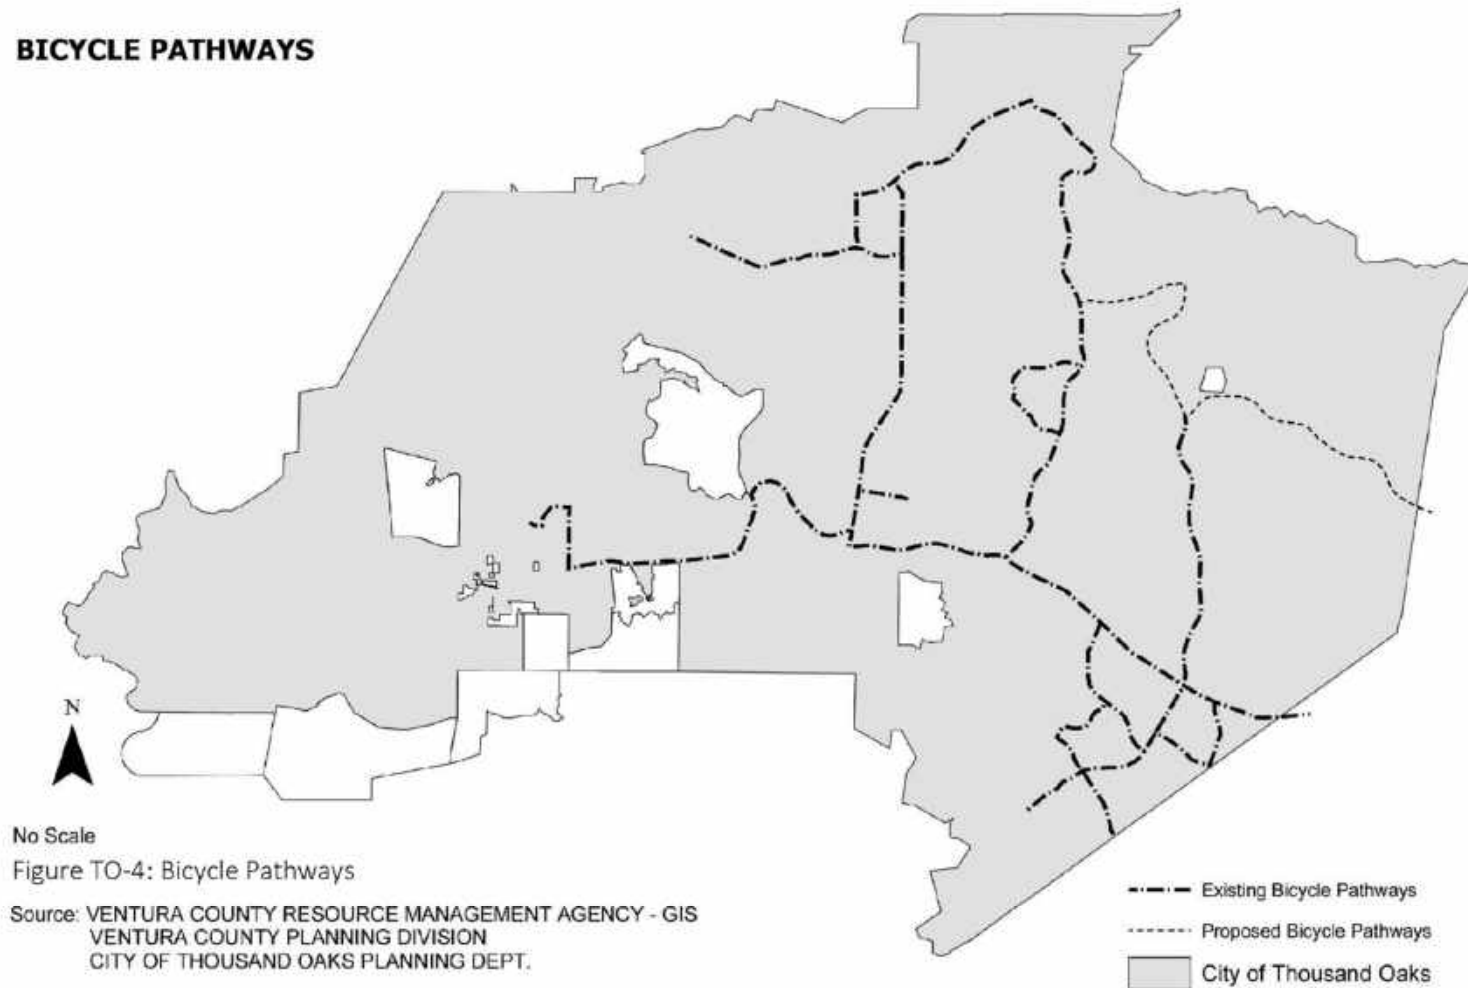 BICYCLE PATHWAYS
N
No Scale
Figure TO-4: Bicycle Pathways
Source: VENTURA COUNTY RESOURCE MANAGEMENT AGENCY - GIS
VENTURA COUNTY PLANNING DIVISION
CITY OF THOUSAND OAKS PLANNING DEPT.
Existing Bicycle Pathways
Proposed Bicycle Pathways
City of Thousand Oaks